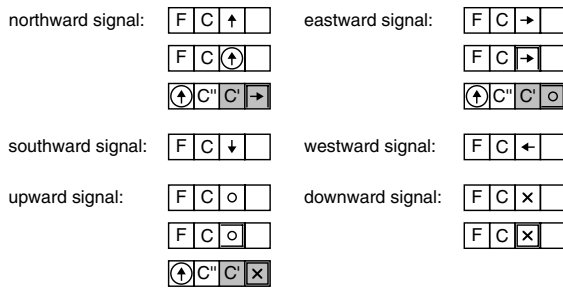 northward signal: F C ↑ eastward signal: F C →
F C ↑ F C →
↑ C'' C' → ↑ C'' C' o
southward signal: F C ↓ westward signal: F C ←
upward signal: F C o downward signal: F C ×
F C o F C ×
↑ C'' C' ×